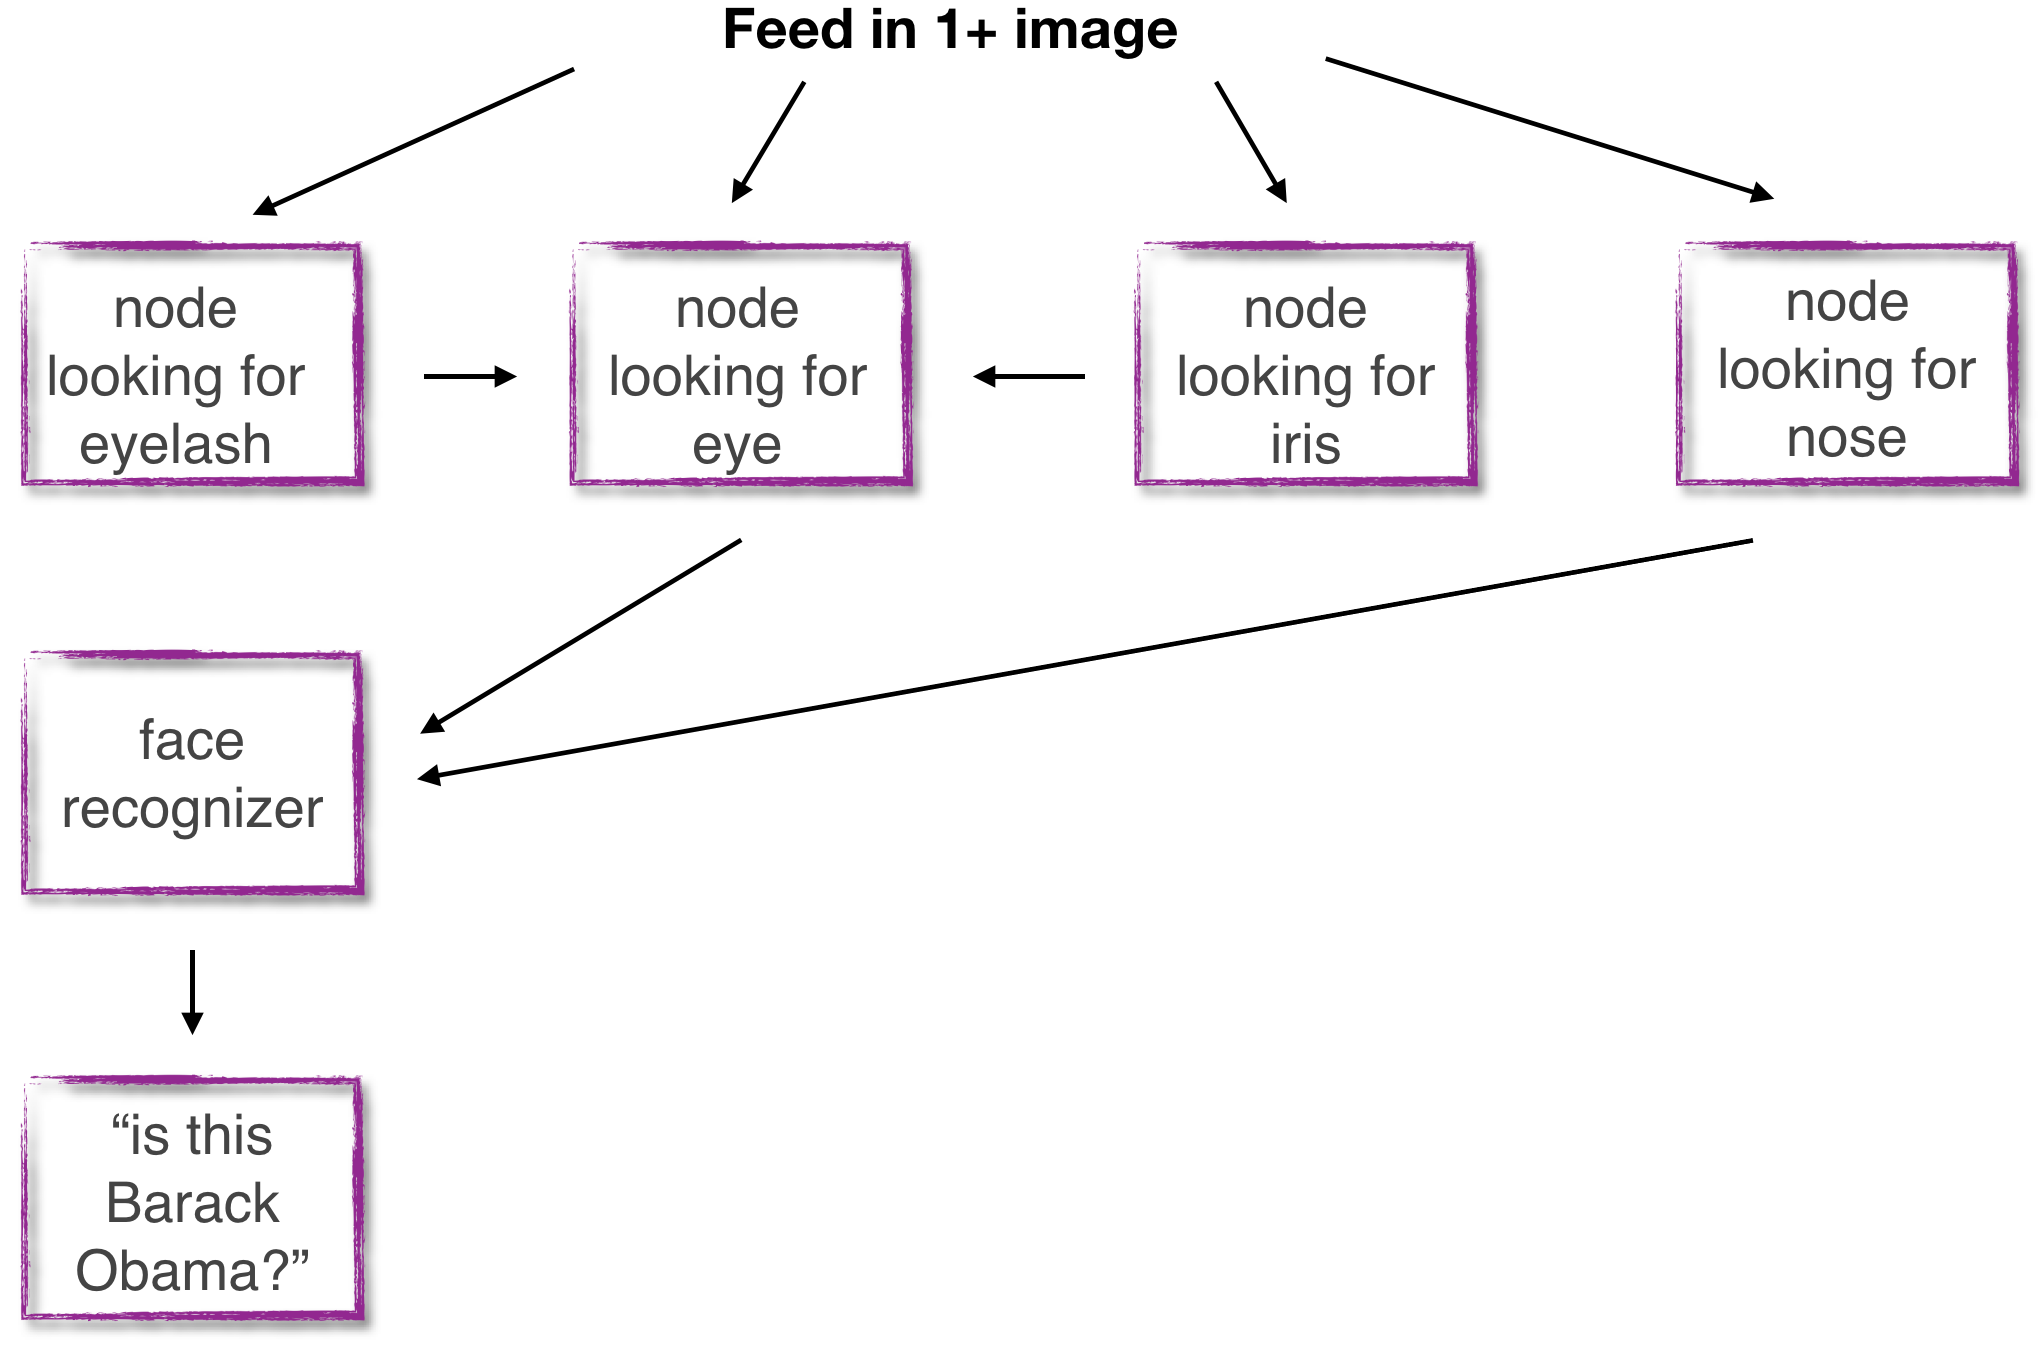 Feed in 1+ image
node
looking for
eyelash
node
looking for
eye
node
looking for
iris
node
looking for
nose
face
recognizer
“is this
Barack
Obama?”